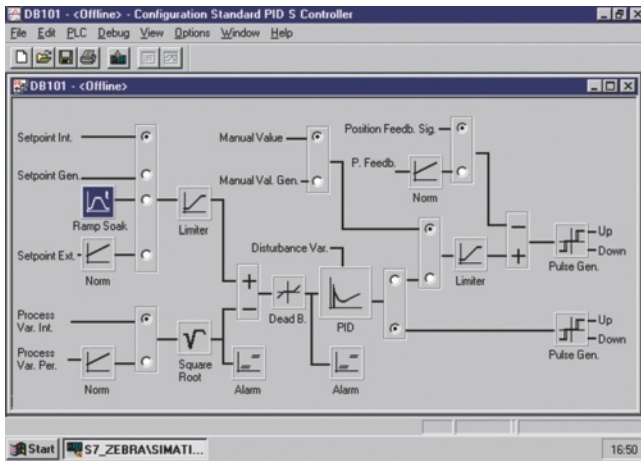 DB101 - <Offline> - Configuration Standard PID S Controller
File Edit PLC Debug View Options Window Help
DB101 - <Offline>
Setpoint Int.
Manual Value
Position Feedb. Sig.
P. Feedb.
Setpoint Gen.
Manual Val. Gen.
Norm
Ramp Soak
Limiter
Up
Down
Setpoint Ext.
Disturbance Var.
Limiter
Pulse Gen.
Norm
Dead B.
PID
Process
Var. Int.
Up
Down
Process
Var. Per.
Square
Root
Pulse Gen.
Norm
Alarm
Alarm
Start
S7_ZEBRA\SIMATI...
16:50